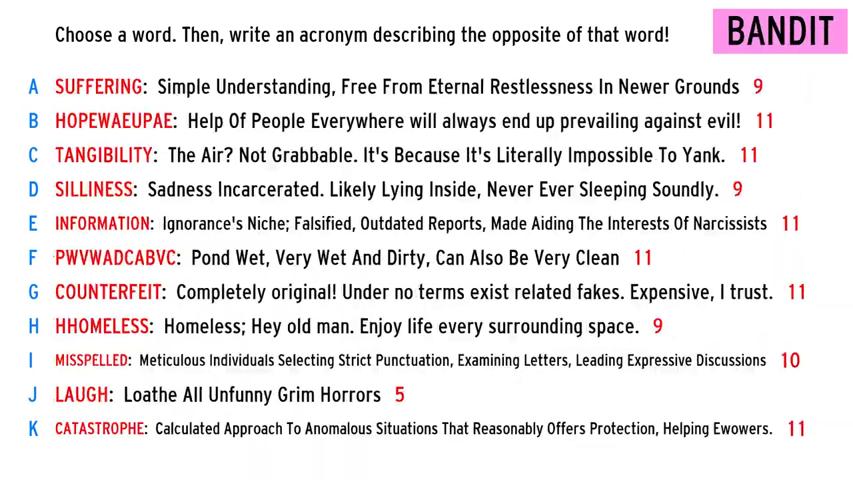 Choose a word. Then, write an acronym describing the opposite of that word!
BANDIT
A SUFFERING: Simple Understanding, Free From Eternal Restlessness In Newer Grounds 9
B HOPEWAEUPAE: Help Of People Everywhere will always end up prevailing against evil! 11
C TANGIBILITY: The Air? Not Grabbable. It's Because It's Literally Impossible To Yank. 11
D SILLINESS: Sadness Incarcerated. Likely Lying Inside, Never Ever Sleeping Soundly. 9
E INFORMATION: Ignorance's Niche; Falsified, Outdated Reports, Made Aiding The Interests Of Narcissists 11
F PWVWADCABVC: Pond Wet, Very Wet And Dirty, Can Also Be Very Clean 11
G COUNTERFEIT: Completely original! Under no terms exist related fakes. Expensive, I trust. 11
H HHOMELESS: Homeless; Hey old man. Enjoy life every surrounding space. 9
I MISSPELLED: Meticulous Individuals Selecting Strict Punctuation, Examining Letters, Leading Expressive Discussions 10
J LAUGH: Loathe All Unfunny Grim Horrors 5
K CATASTROPHE: Calculated Approach To Anomalous Situations That Reasonably Offers Protection, Helping Ewowers. 11